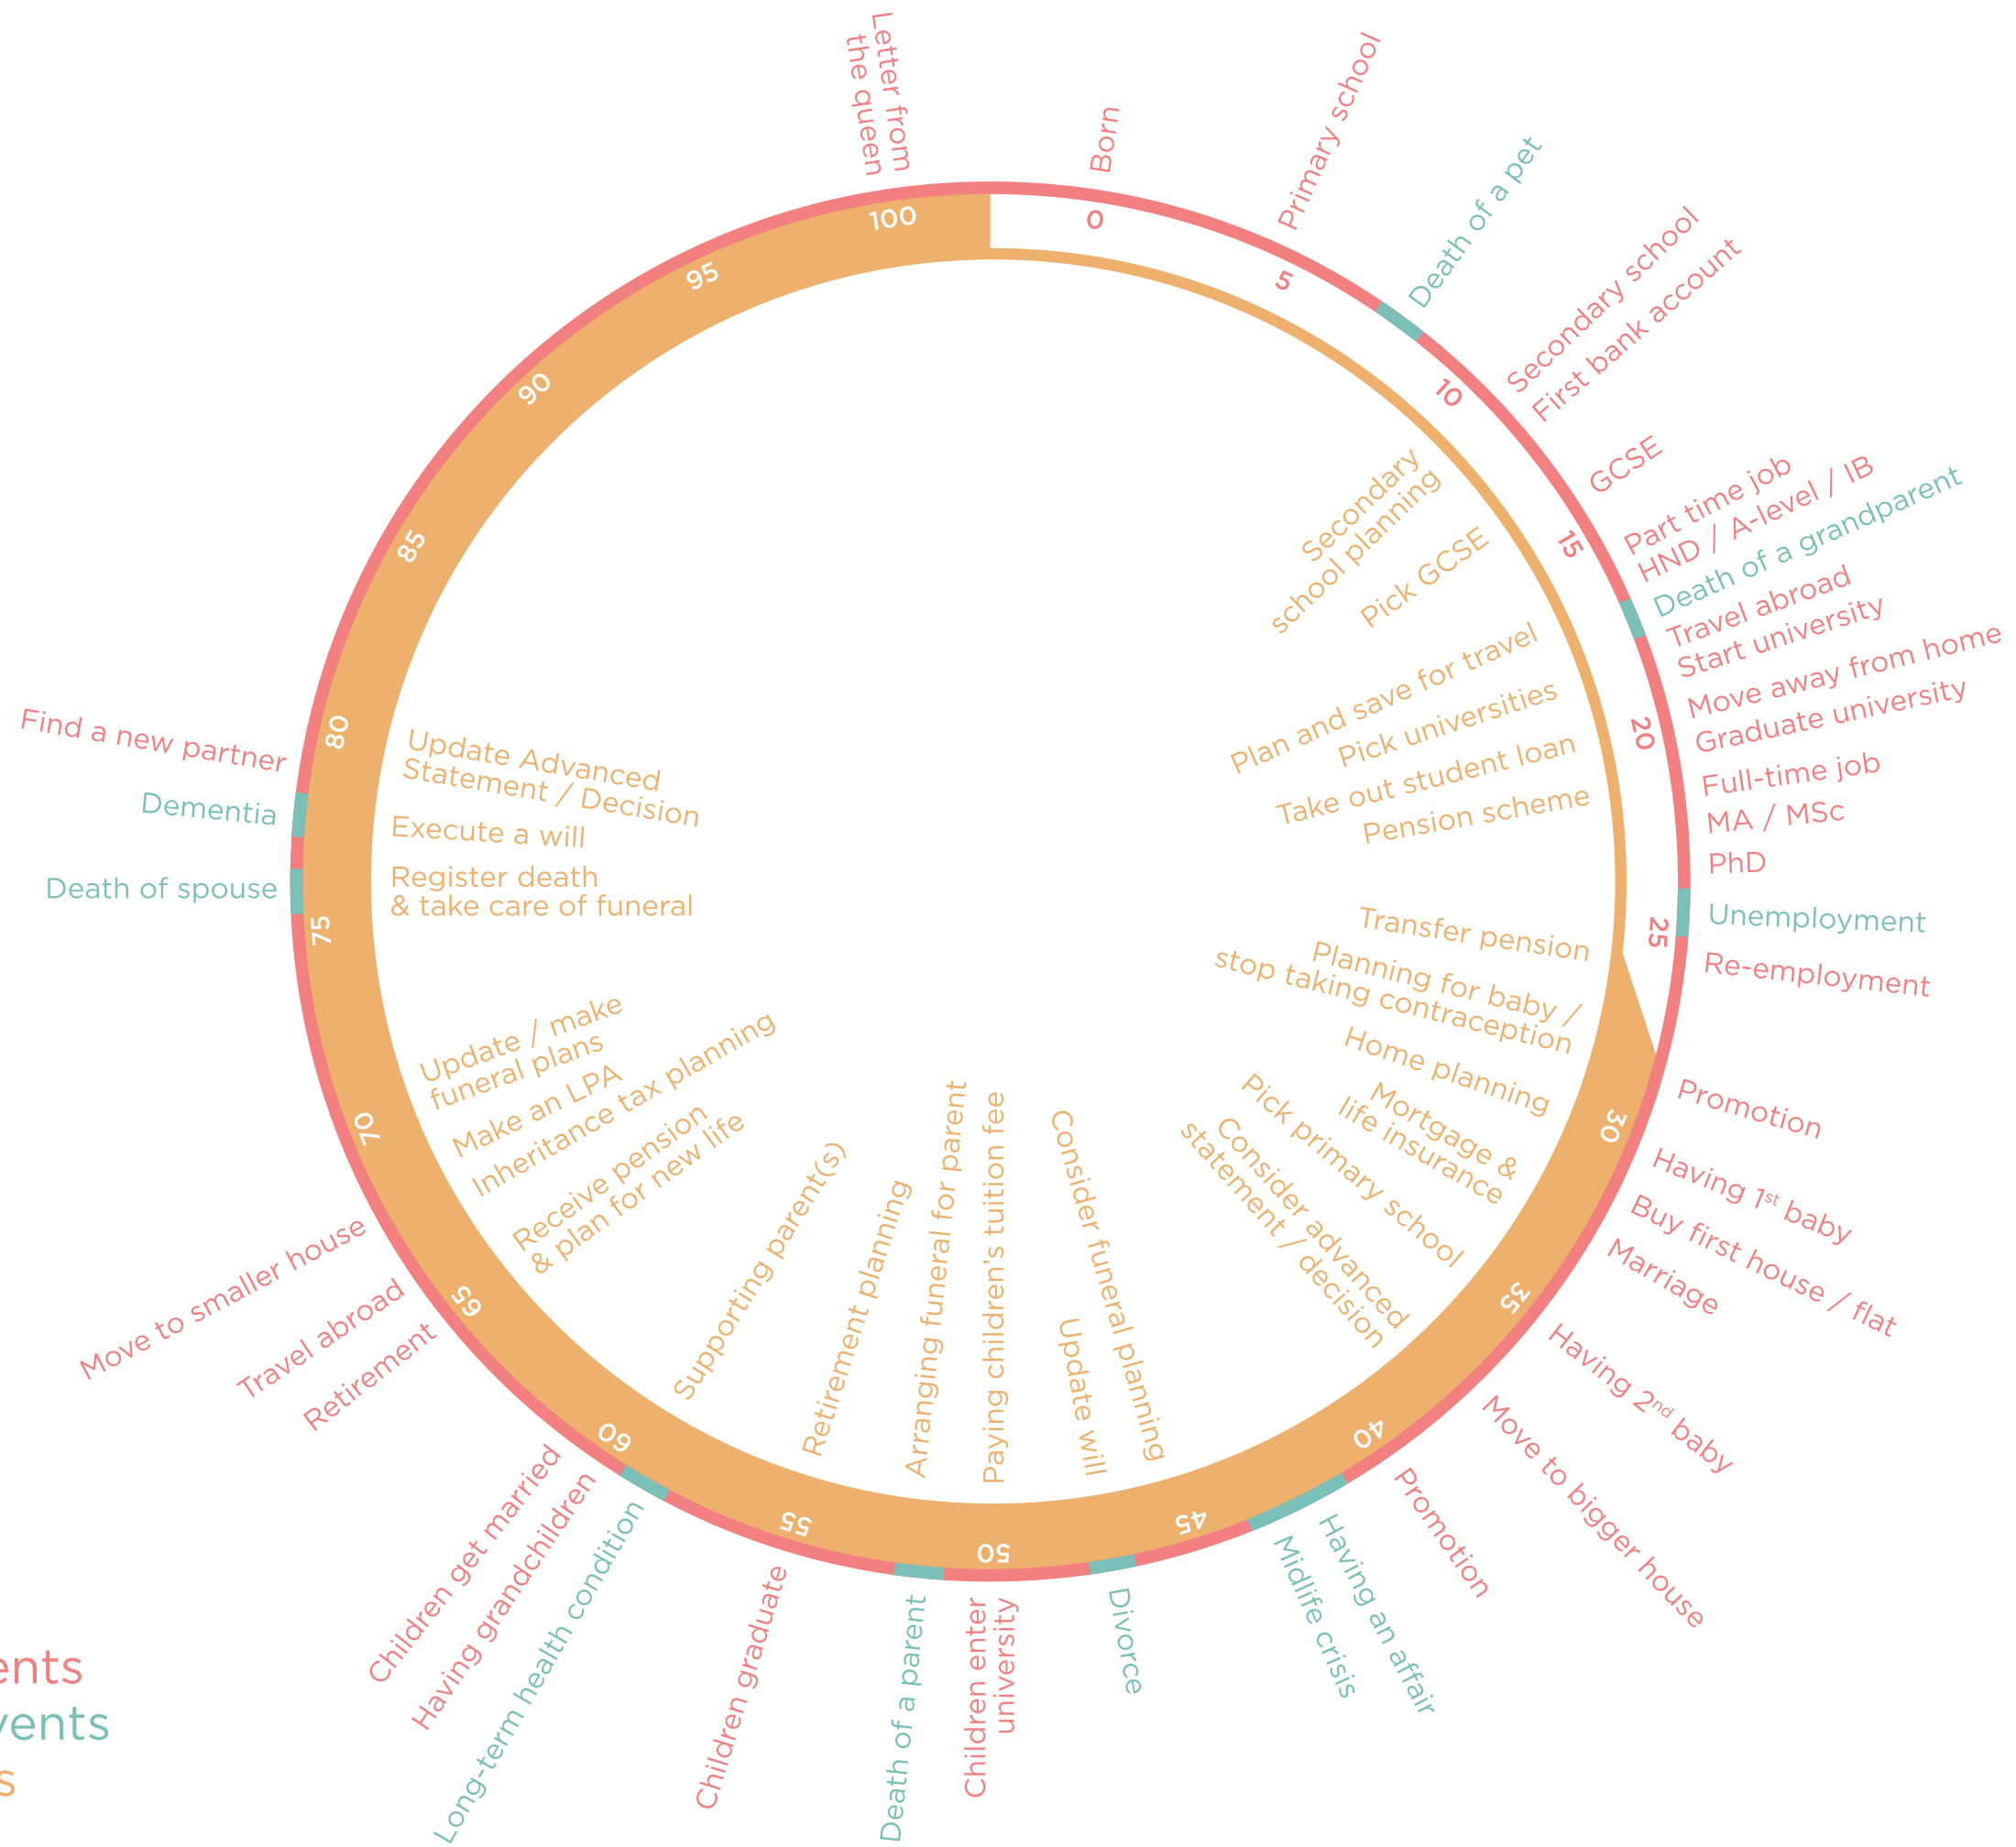 Born
Primary school
Death of a pet
Secondary school
First bank account
GCSE
Part time job
HND / A-level / IB
Death of a grandparent
Travel abroad
Start university
Move away from home
Graduate university
Full-time job
MA / MSc
PhD
Unemployment
Re-employment
Promotion
Having 1st baby
Buy first house / flat
Marriage
Having 2nd baby
Move to bigger house
Promotion
Having an affair
Midlife crisis
Divorce
Children enter
university
Death of a parent
Children graduate
Long-term health condition
Having grandchildren
Children get married
Retirement
Travel abroad
Move to smaller house
Death of spouse
Dementia
Find a new partner
Letter from
the queen
0
5
10
15
20
25
30
35
40
45
50
55
60
65
70
75
80
85
90
95
100
Secondary
school planning
Pick GCSE
Plan and save for travel
Pick universities
Take out student loan
Pension scheme
Transfer pension
Planning for baby /
stop taking contraception
Home planning
Mortgage &
life insurance
Pick primary school
Consider advanced
statement / decision
Consider funeral planning
Update will
Paying children's tuition fee
Arranging funeral for parent
Retirement planning
Supporting parent(s)
Receive pension
& plan for new life
Inheritance tax planning
Make an LPA
Update / make
funeral plans
Register death
& take care of funeral
Execute a will
Update Advanced
Statement / Decision
ents
vents
s